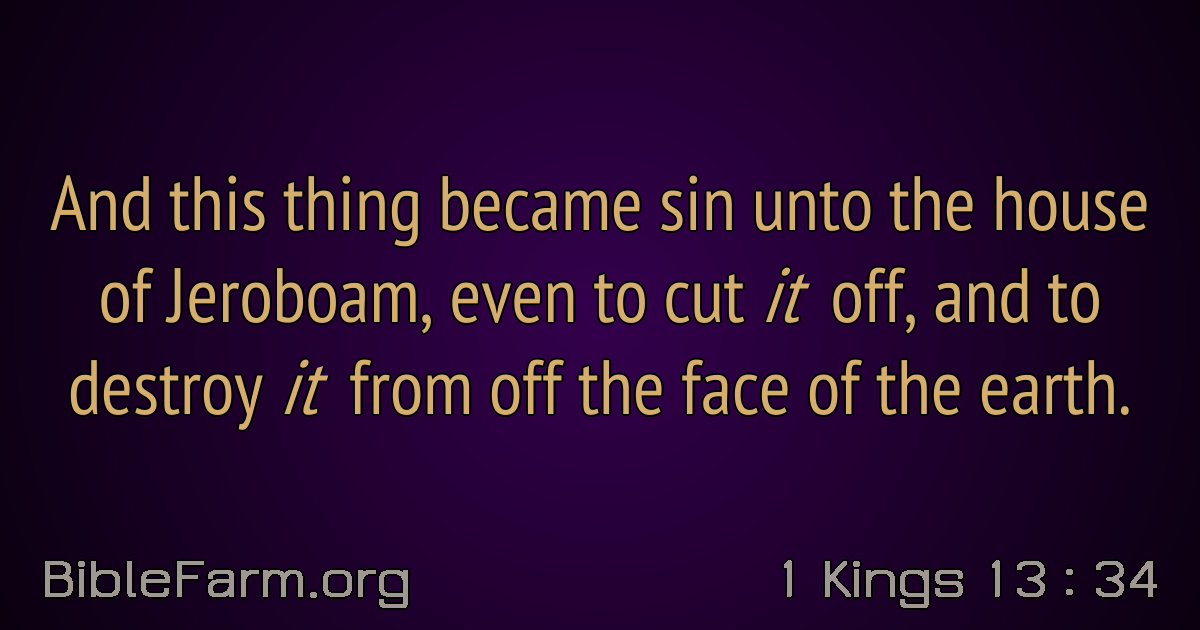 And this thing became sin unto the house
of Jeroboam, even to cut it off, and to
destroy it from off the face of the earth.
BibleFarm.org
1 Kings 13 : 34